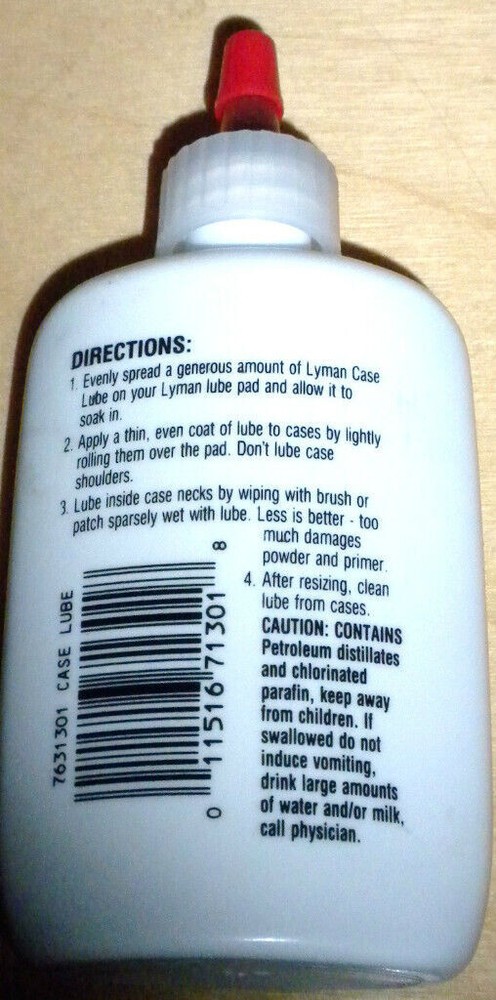 DIRECTIONS:
1. Evenly spread a generous amount of Lyman Case
Lube on your Lyman lube pad and allow it to
soak in.
2. Apply a thin, even coat of lube to cases by lightly
rolling them over the pad. Don't lube case
shoulders.
3. Lube inside case necks by wiping with brush or
patch sparsely wet with lube. Less is better - too
much damages
powder and primer.
4. After resizing, clean
lube from cases.
CAUTION: CONTAINS
Petroleum distillates
and chlorinated
parafin, keep away
from children. If
swallowed do not
induce vomiting,
drink large amounts
of water and/or milk,
call physician.
7631301 CASE LUBE
0 11516 71301 8